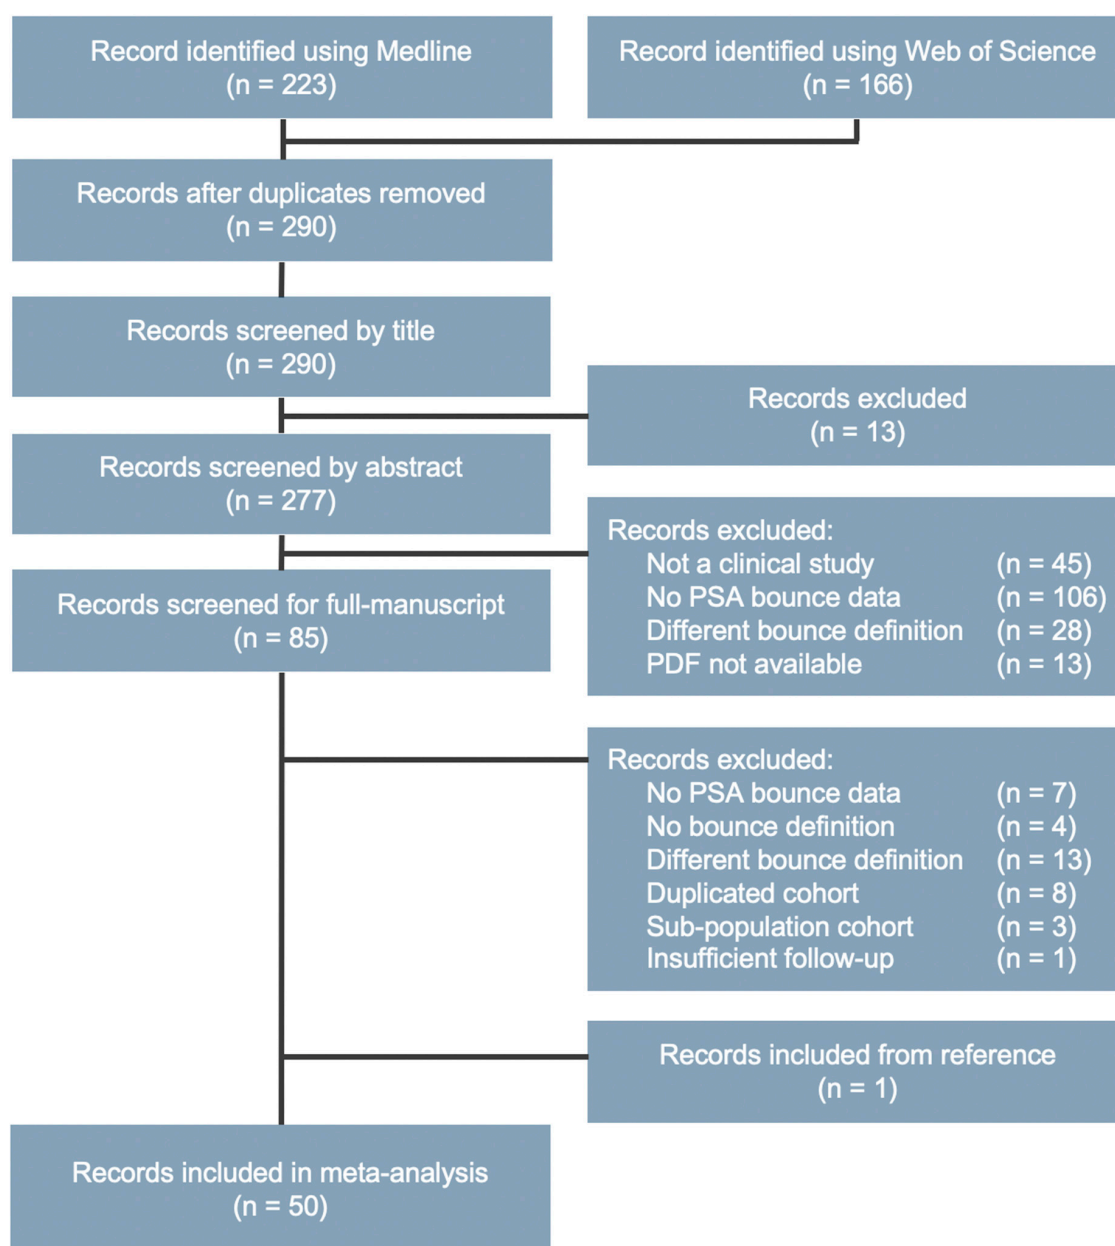 Record identified using Medline
(n = 223)
Record identified using Web of Science
(n = 166)
Records after duplicates removed
(n = 290)
Records screened by title
(n = 290)
Records excluded
(n = 13)
Records screened by abstract
(n = 277)
Records excluded:
Not a clinical study (n = 45)
No PSA bounce data (n = 106)
Different bounce definition (n = 28)
PDF not available (n = 13)
Records screened for full-manuscript
(n = 85)
Records excluded:
No PSA bounce data (n = 7)
No bounce definition (n = 4)
Different bounce definition (n = 13)
Duplicated cohort (n = 8)
Sub-population cohort (n = 3)
Insufficient follow-up (n = 1)
Records included from reference
(n = 1)
Records included in meta-analysis
(n = 50)